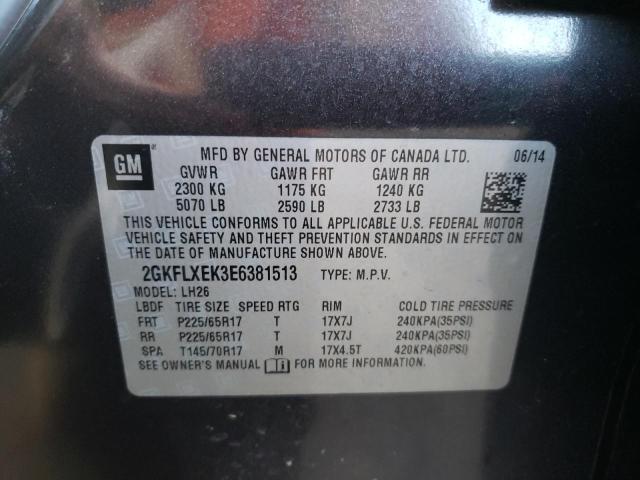 GM
MFD BY GENERAL MOTORS OF CANADA LTD. 06/14
GVWR GAWR FRT GAWR RR
2300 KG 1175 KG 1240 KG
5070 LB 2590 LB 2733 LB
THIS VEHICLE CONFORMS TO ALL APPLICABLE U.S. FEDERAL MOTOR
VEHICLE SAFETY AND THEFT PREVENTION STANDARDS IN EFFECT ON
THE DATE OF MANUFACTURE SHOWN ABOVE.
2GKFLXEK3E6381513 TYPE: M.P.V.
MODEL: LH26
LBDF TIRE SIZE SPEED RTG RIM COLD TIRE PRESSURE
FRT P225/65R17 T 17X7J 240KPA(35PSI)
RR P225/65R17 T 17X7J 240KPA(35PSI)
SPA T145/70R17 M 17X4.5T 420KPA(60PSI)
SEE OWNER'S MANUAL FOR MORE INFORMATION.